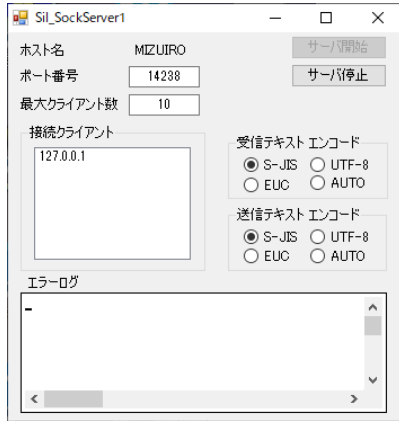 Sil_SockServer1
ホスト名 MIZUIRO サーバ開始
ポート番号 14238 サーバ停止
最大クライアント数 10
接続クライアント
127.0.0.1
受信テキスト エンコード
S-JIS UTF-8
EUC AUTO
送信テキスト エンコード
S-JIS UTF-8
EUC AUTO
エラーログ